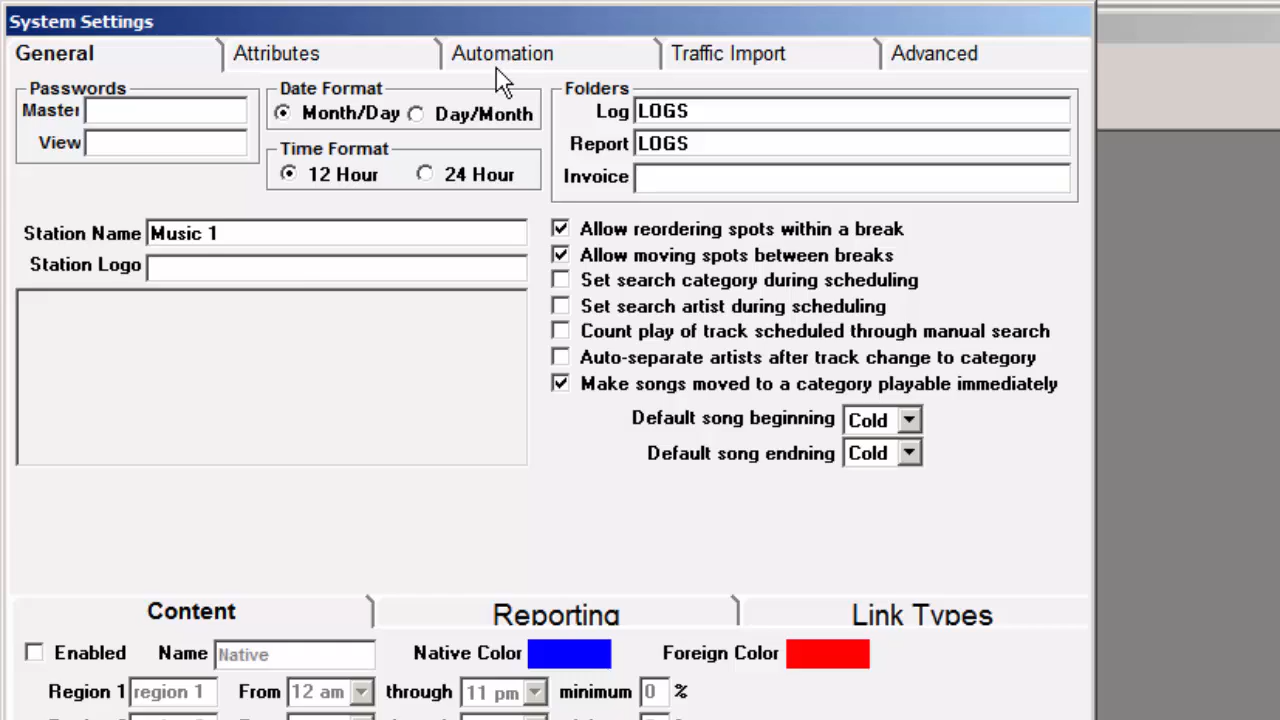 System Settings
General Attributes Automation Traffic Import Advanced
Passwords
Master
View
Date Format
Month/Day Day/Month
Time Format
12 Hour 24 Hour
Folders
Log LOGS
Report LOGS
Invoice
Station Name Music 1
Station Logo
Allow reordering spots within a break
Allow moving spots between breaks
Set search category during scheduling
Set search artist during scheduling
Count play of track scheduled through manual search
Auto-separate artists after track change to category
Make songs moved to a category playable immediately
Default song beginning Cold
Default song endning Cold
Content Reporting Link Types
Enabled Name Native Native Color Foreign Color
Region 1 region 1 From 12 am through 11 pm minimum 0 %